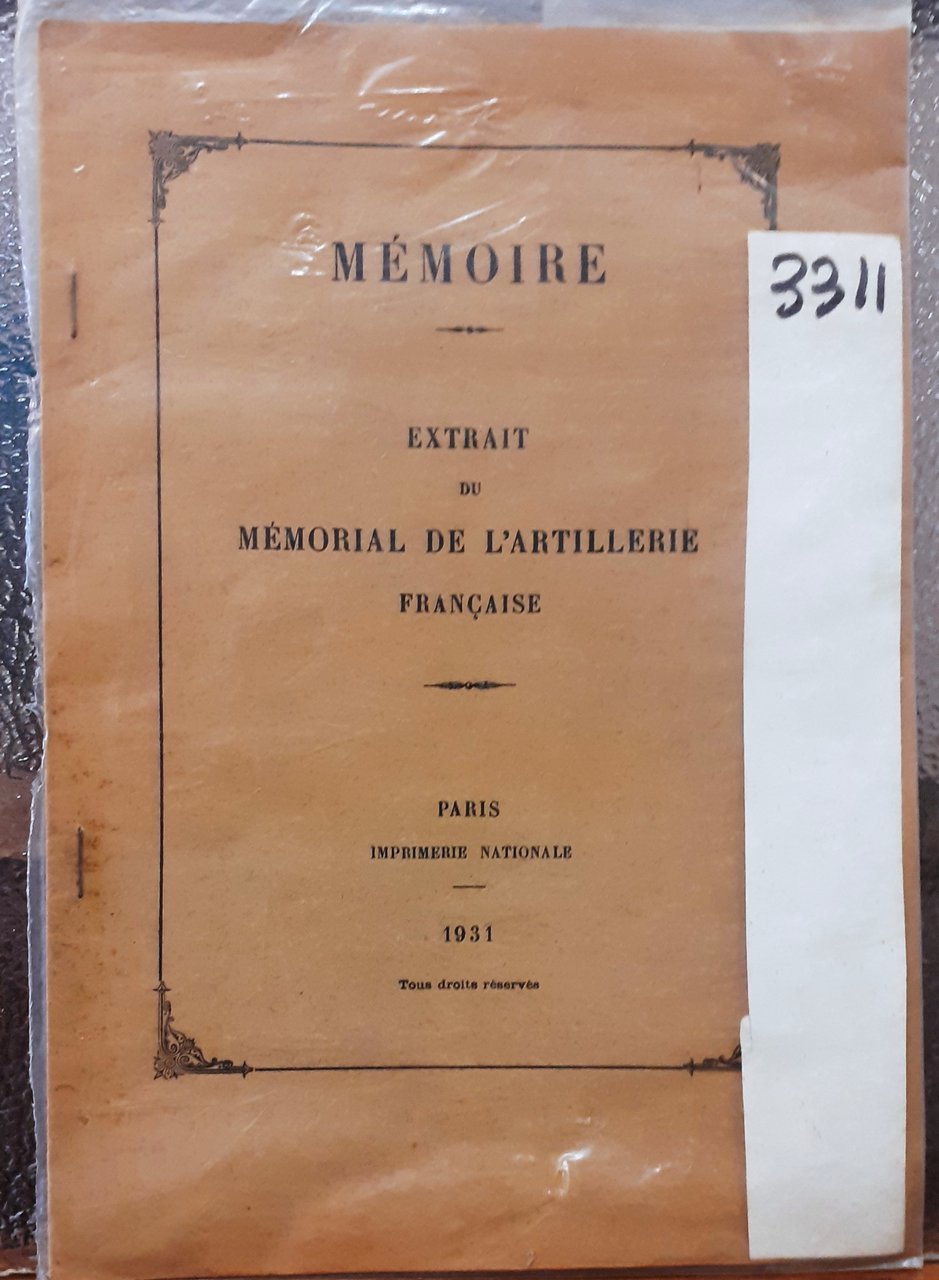 MÉMOIRE
3311
EXTRAIT
DU
MÉMORIAL DE L'ARTILLERIE
FRANÇAISE
PARIS
IMPRIMERIE NATIONALE
1931
Tous droits réservés